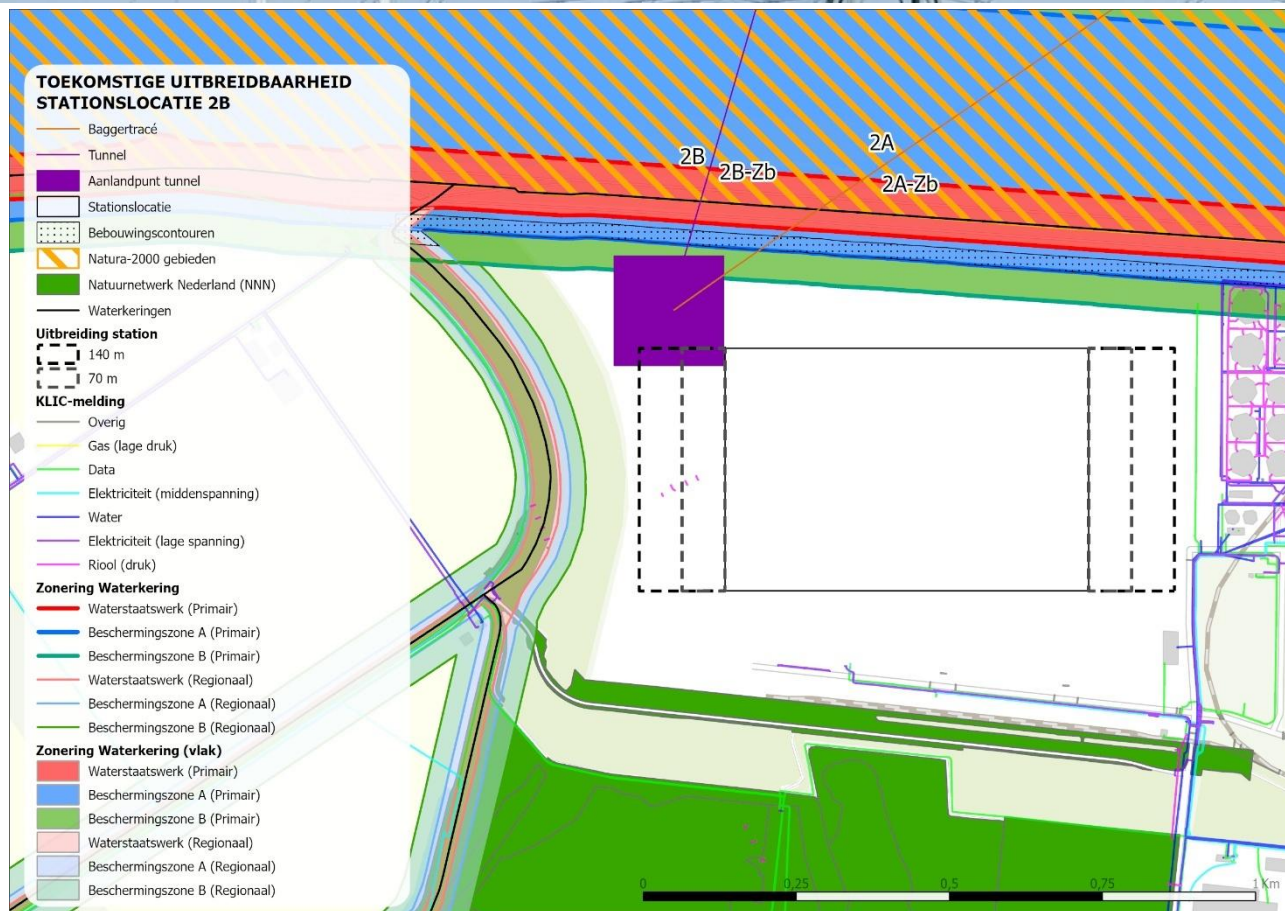 TOEKOMSTIGE UITBREIDBAARHEID
STATIONSLOCATIE 2B
Baggertracé
Tunnel
Aanlandpunt tunnel
Stationslocatie
Bebouwingscontouren
Natura-2000 gebieden
Natuurnetwerk Nederland (NNN)
Waterkeringen
Uitbreiding station
140 m
70 m
KLIC-melding
Overig
Gas (lage druk)
Data
Elektriciteit (middenspanning)
Water
Elektriciteit (lage spanning)
Riool (druk)
Zonering Waterkering
Waterstaatswerk (Primair)
Beschermingszone A (Primair)
Beschermingszone B (Primair)
Waterstaatswerk (Regionaal)
Beschermingszone A (Regionaal)
Beschermingszone B (Regionaal)
Zonering Waterkering (vlak)
Waterstaatswerk (Primair)
Beschermingszone A (Primair)
Beschermingszone B (Primair)
Waterstaatswerk (Regionaal)
Beschermingszone A (Regionaal)
Beschermingszone B (Regionaal)
2A
2B
2B-Zb
2A-Zb
0 0,25 0,5 0,75 1 Km